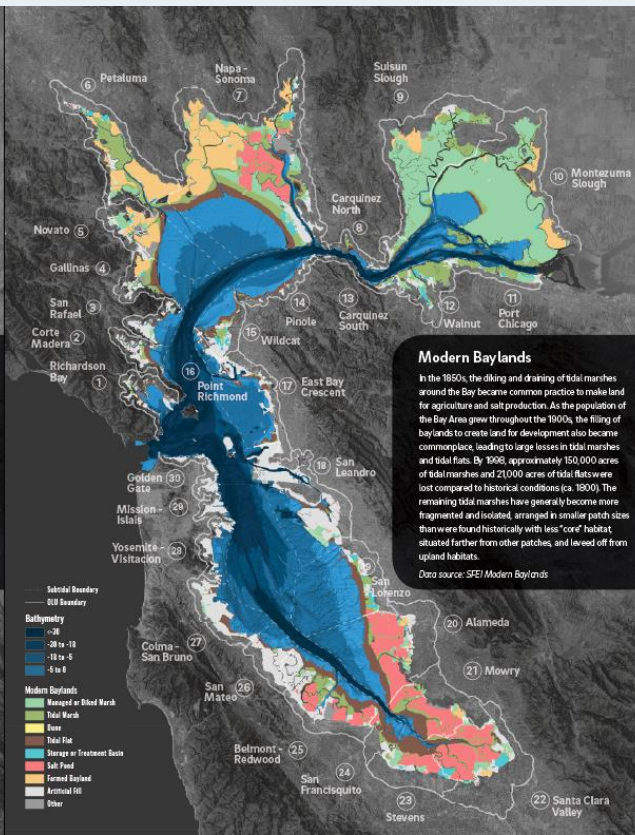 6 Petaluma
Napa -
Sonoma
7
Suisun
Slough
9
10 Montezuma
Slough
Novato 5
Gallinas 4
San
Rafael 3
Corte
Madera 2
Richardson
Bay
1
Carquinez
North
8
14
Pinole
13
Carquinez
South
12
Walnut
11
Port
Chicago
15
Wildcat
16
Point
Richmond
17 East Bay
Crescent
18 San
Leandro
Golden
Gate 30
Mission -
Islais 29
Yosemite -
Visitacion 28
19
San
Lorenzo
20 Alameda
21 Mowry
Colma - 27
San Bruno
San
Mateo 26
Belmont - 25
Redwood
San 24
Francisquito
23
Stevens
22 Santa Clara
Valley
Modern Baylands
In the 1850s, the diking and draining of tidal marshes
around the Bay became common practice to make land
for agriculture and salt production. As the population of
the Bay Area grew throughout the 1900s, the filling of
baylands to create land for development also became
commonplace, leading to large losses in tidal marshes
and tidal flats. By 1998, approximately 150,000 acres
of tidal marshes and 21,000 acres of tidal flats were
lost compared to historical conditions (ca. 1800). The
remaining tidal marshes have generally become more
fragmented and isolated, arranged in smaller patch sizes
than were found historically with less "core" habitat,
situated farther from other patches, and leveed off from
upland habitats.
Data source: SFEI Modern Baylands
Subtidal Boundary
OLU Boundary
Bathymetry
<-30
-30 to -18
-18 to -5
-5 to 0
Modern Baylands
Managed or Diked Marsh
Tidal Marsh
Dune
Tidal Flat
Storage or Treatment Basin
Salt Pond
Farmed Bayland
Artificial Fill
Other